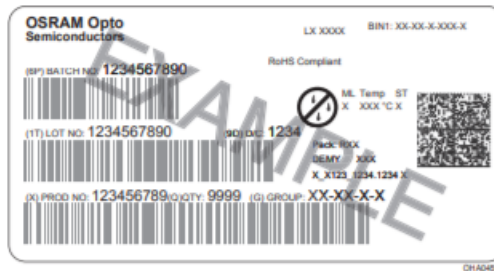 OSRAM Opto
Semiconductors
LX XXXX
BIN1: XX-XX-X-XXX-X
RoHS Compliant
(6P) BATCH NO: 1234567890
ML Temp ST
X XXX °C X
(1T) LOT NO: 1234567890 (9D) D/C: 1234
Pack: RXX
DEMY XXX
X_X123_1234.1234 X
(X) PROD NO: 123456789 (Q)QTY: 9999 (G) GROUP: XX-XX-X-X
EXAMPLE